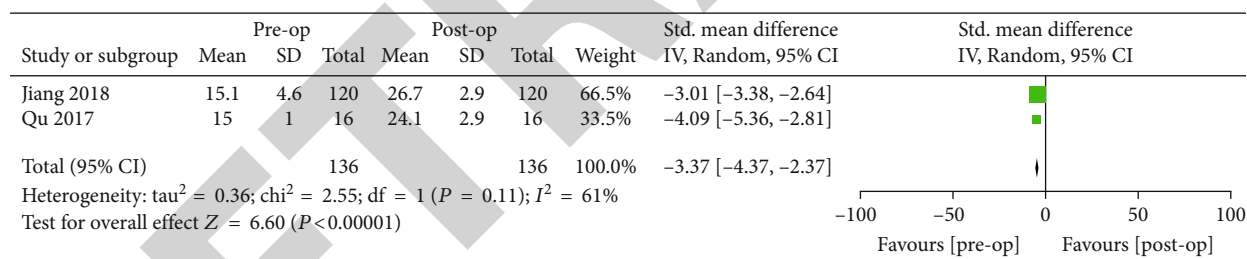 Pre-op Post-op Std. mean difference Std. mean difference
Study or subgroup Mean SD Total Mean SD Total Weight IV, Random, 95% CI IV, Random, 95% CI
Jiang 2018 15.1 4.6 120 26.7 2.9 120 66.5% –3.01 [–3.38, –2.64]
Qu 2017 15 1 16 24.1 2.9 16 33.5% –4.09 [–5.36, –2.81]
Total (95% CI) 136 136 100.0% –3.37 [–4.37, –2.37]
Heterogeneity: tau² = 0.36; chi² = 2.55; df = 1 (P = 0.11); I² = 61%
Test for overall effect Z = 6.60 (P<0.00001)
–100 –50 0 50 100
Favours [pre-op] Favours [post-op]